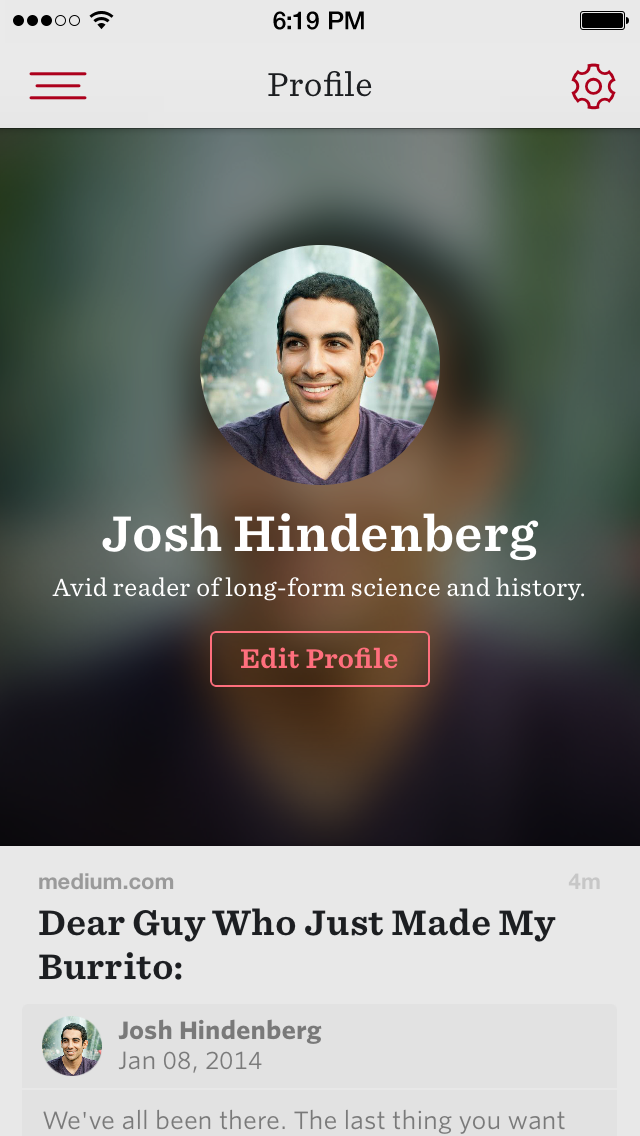 6:19 PM
Profile
Josh Hindenberg
Avid reader of long-form science and history.
Edit Profile
medium.com
4m
Dear Guy Who Just Made My
Burrito:
Josh Hindenberg
Jan 08, 2014
We've all been there. The last thing you want